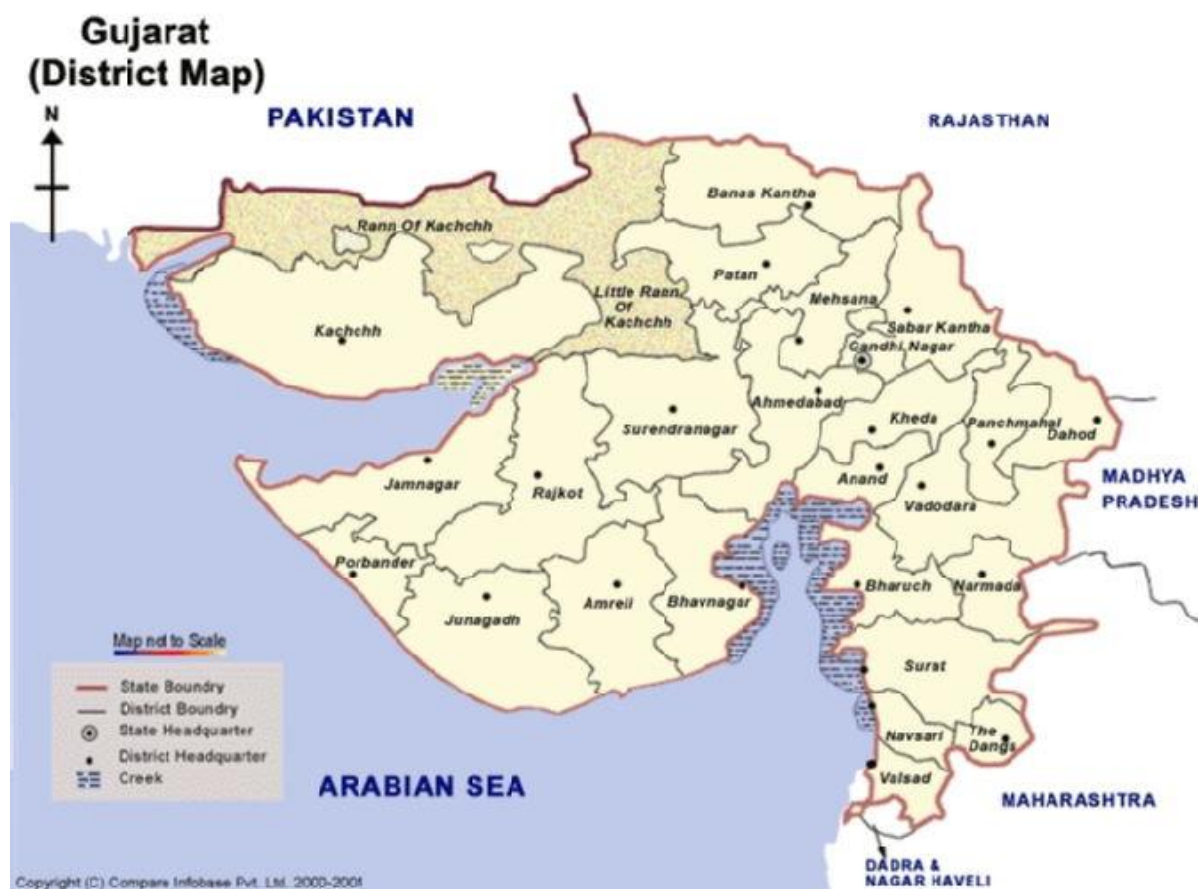 Gujarat
(District Map)
N
PAKISTAN
RAJASTHAN
Banas Kantha
Rann Of Kachchh
Patan
Mehsana
Little Rann
Of
Kachchh
Sabar Kantha
Kachchh
Gandhi Nagar
Ahmedabad
Kheda
Panchmahal
Dahod
Surendranagar
Anand
MADHYA
PRADESH
Jamnagar
Rajkot
Vadodara
Porbander
Bharuch
Narmada
Amreli
Bhavnagar
Junagadh
Map not to Scale
Surat
State Boundry
District Boundry
State Headquarter
District Headquarter
Creek
Navsari
The
Dangs
Valsad
ARABIAN SEA
MAHARASHTRA
DADRA &
NAGAR HAVELI
Copyright (C) Compare Infobase Pvt. Ltd. 2000-2001